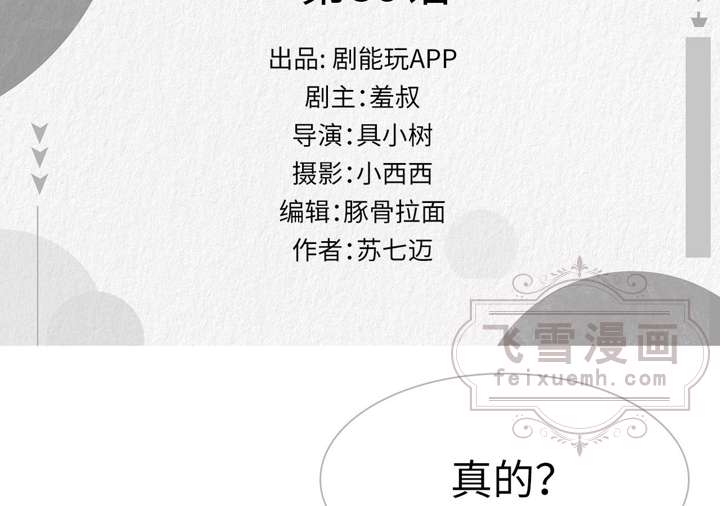 出品: 剧能玩APP
剧主：羞叔
导演：具小树
摄影：小西西
编辑：豚骨拉面
作者：苏七迈
飞雪漫画
feixuemh.com
真的？